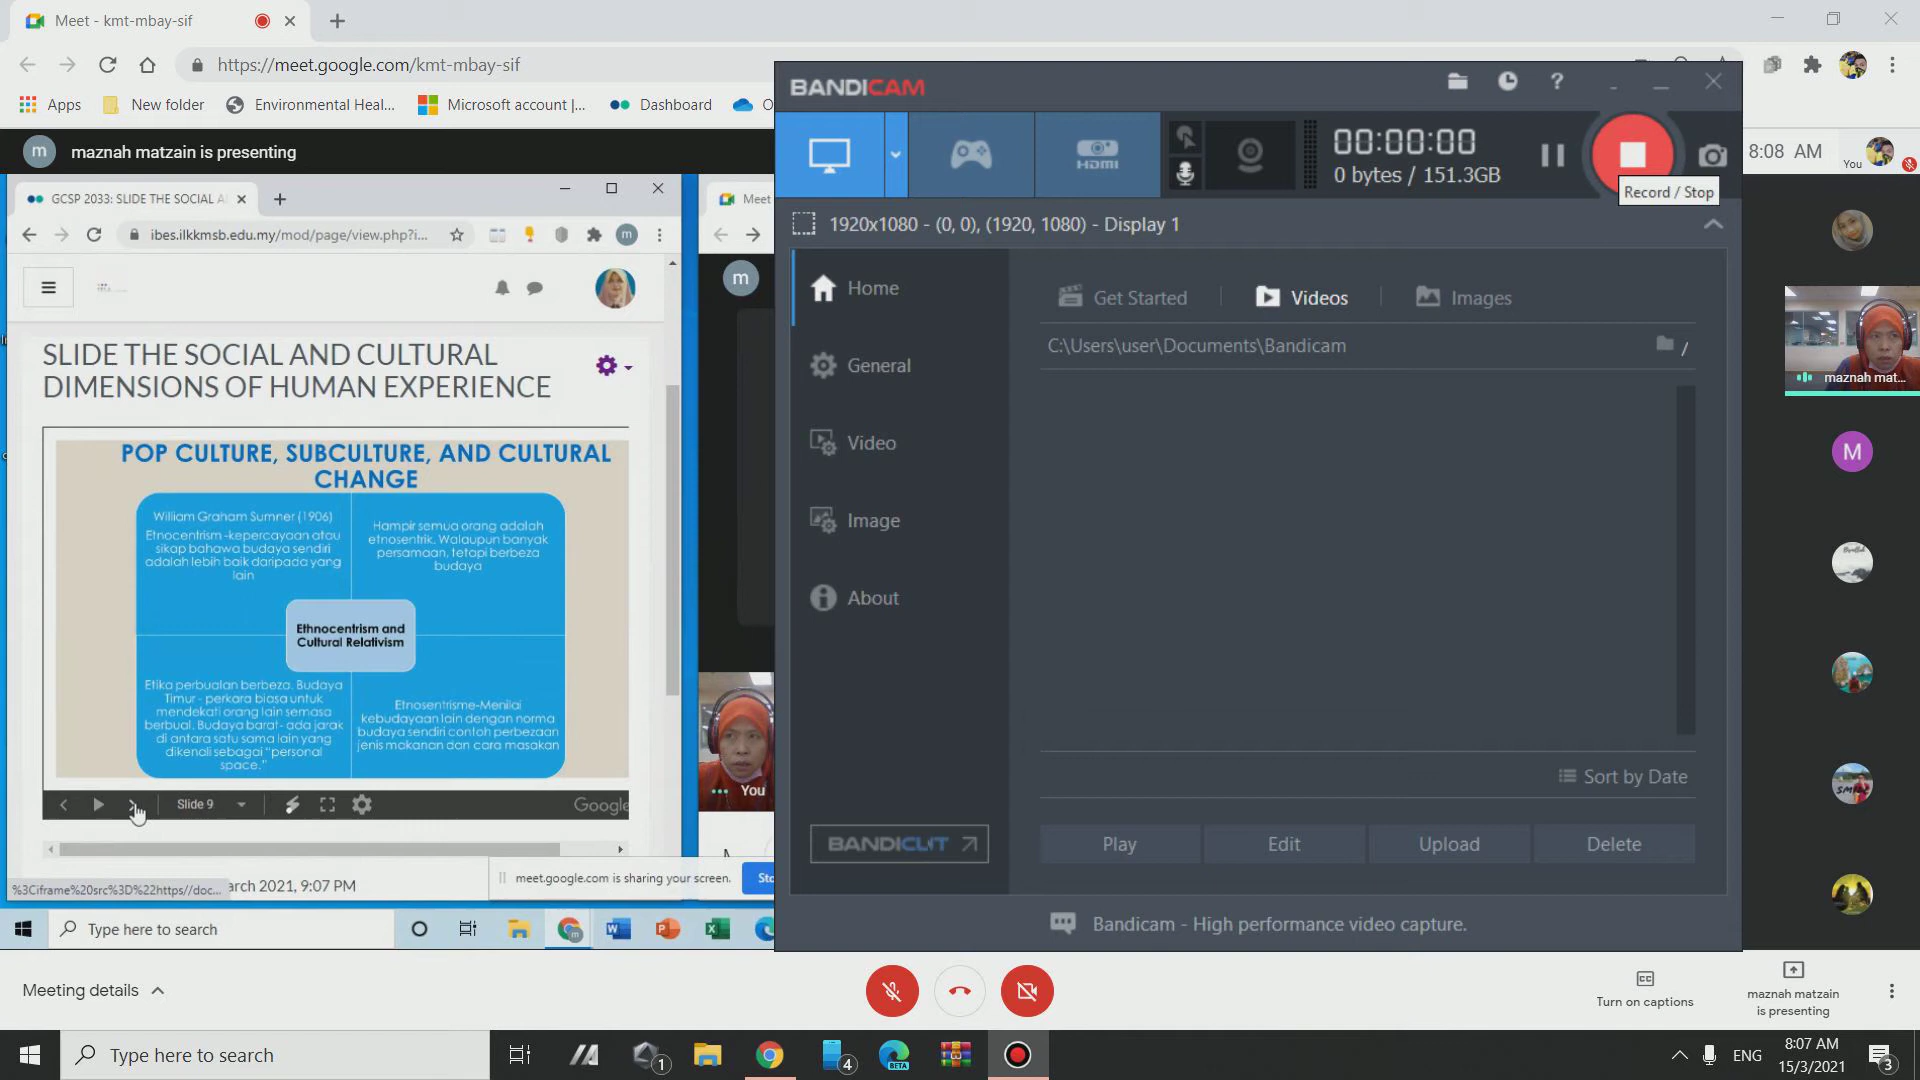 Meet - kmt-mbay-sif
https://meet.google.com/kmt-mbay-sif
Apps
New folder
Environmental Heal...
Microsoft account |...
Dashboard
O
m
maznah matzain is presenting
8:08 AM
You
GCSP 2033: SLIDE THE SOCIAL A
Meet
ibes.ilkkmsb.edu.my/mod/page/view.php?i...
m
m
SLIDE THE SOCIAL AND CULTURAL
DIMENSIONS OF HUMAN EXPERIENCE
POP CULTURE, SUBCULTURE, AND CULTURAL
CHANGE
William Graham Sumner (1906)
Etnocentrism -kepercayaan atau
sikap bahawa budaya sendiri
adalah lebih baik daripada yang
lain
Hampir semua orang adalah
etnosentrik. Walaupun banyak
persamaan, tetapi berbeza
budaya
Ethnocentrism and
Cultural Relativism
Etika perbualan berbeza. Budaya
Timur - perkara biasa untuk
mendekati orang lain semasa
berbual. Budaya barat- ada jarak
di antara satu sama lain yang
dikenali sebagai "personal
space."
Etnosentrisme-Menilai
kebudayaan lain dengan norma
budaya sendiri contoh perbezaan
jenis makanan dan cara masakan
Slide 9
Google
You
%3Ciframe%20src%3D%22https//doc...
arch 2021, 9:07 PM
meet.google.com is sharing your screen.
Sto
Type here to search
BANDICAM
HDMI
00:00:00
0 bytes / 151.3GB
Record / Stop
1920x1080 - (0, 0), (1920, 1080) - Display 1
Home
General
Video
Image
About
Get Started
Videos
Images
C:\Users\user\Documents\Bandicam
/
Sort by Date
BANDICUT
Play
Edit
Upload
Delete
Bandicam - High performance video capture.
maznah mat...
M
Meeting details
Turn on captions
maznah matzain
is presenting
Type here to search
1
4
BETA
ENG
8:07 AM
15/3/2021
3